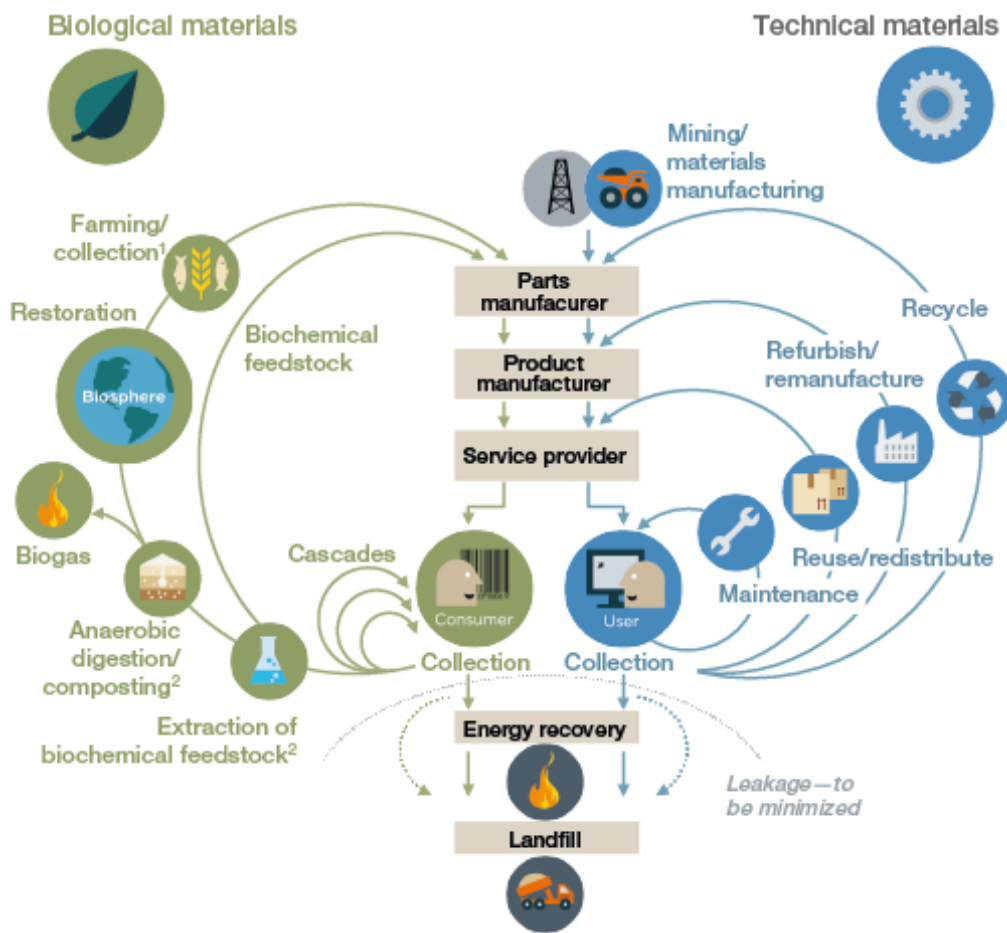 Biological materials
Technical materials
Mining/
materials
manufacturing
Farming/
collection¹
Parts
manufacurer
Recycle
Restoration
Biochemical
feedstock
Refurbish/
remanufacture
Product
manufacturer
Biosphere
Service provider
Biogas
Cascades
Reuse/redistribute
Maintenance
Consumer
User
Anaerobic
digestion/
composting²
Collection
Collection
Extraction of
biochemical feedstock²
Energy recovery
Leakage—to
be minimized
Landfill